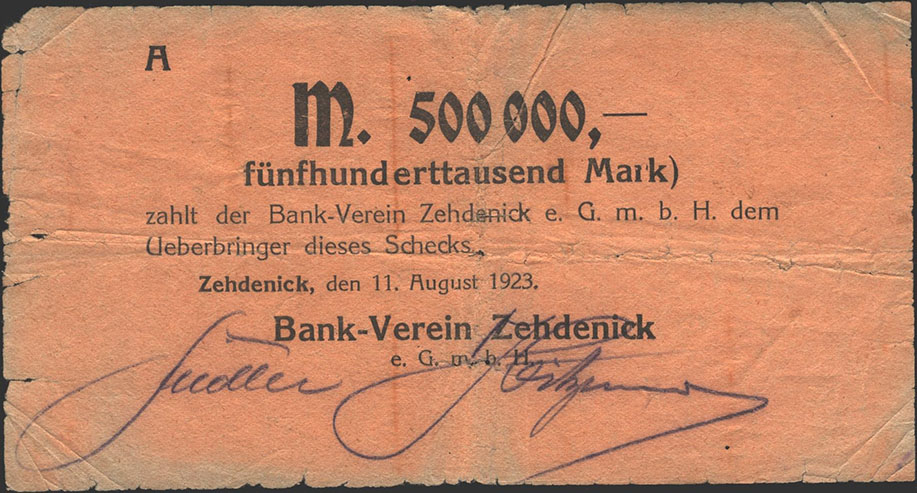 A
M. 500 000,—
fünfhunderttausend Mark)
zahlt der Bank-Verein Zehdenick e. G. m. b. H. dem
Ueberbringer dieses Schecks.
Zehdenick, den 11. August 1923.
Bank-Verein Zehdenick
e. G. m. b. H.